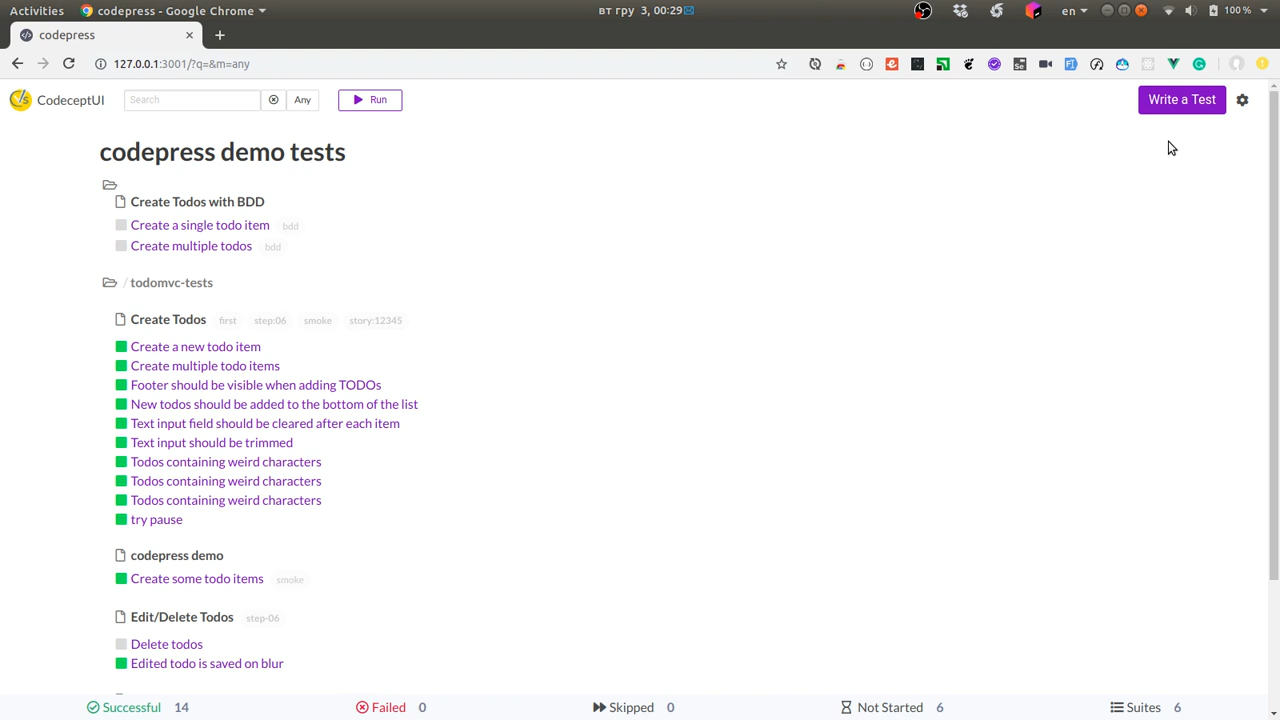 Activities codepress - Google Chrome вт гру 3, 00:29 en 100 %
codepress
127.0.0.1:3001/?q=&m=any
CodeceptUI Search Any Run Write a Test
codepress demo tests
Create Todos with BDD
Create a single todo item bdd
Create multiple todos bdd
/ todomvc-tests
Create Todos first step:06 smoke story:12345
Create a new todo item
Create multiple todo items
Footer should be visible when adding TODOs
New todos should be added to the bottom of the list
Text input field should be cleared after each item
Text input should be trimmed
Todos containing weird characters
Todos containing weird characters
Todos containing weird characters
try pause
codepress demo
Create some todo items smoke
Edit/Delete Todos step-06
Delete todos
Edited todo is saved on blur
Successful 14 Failed 0 Skipped 0 Not Started 6 Suites 6